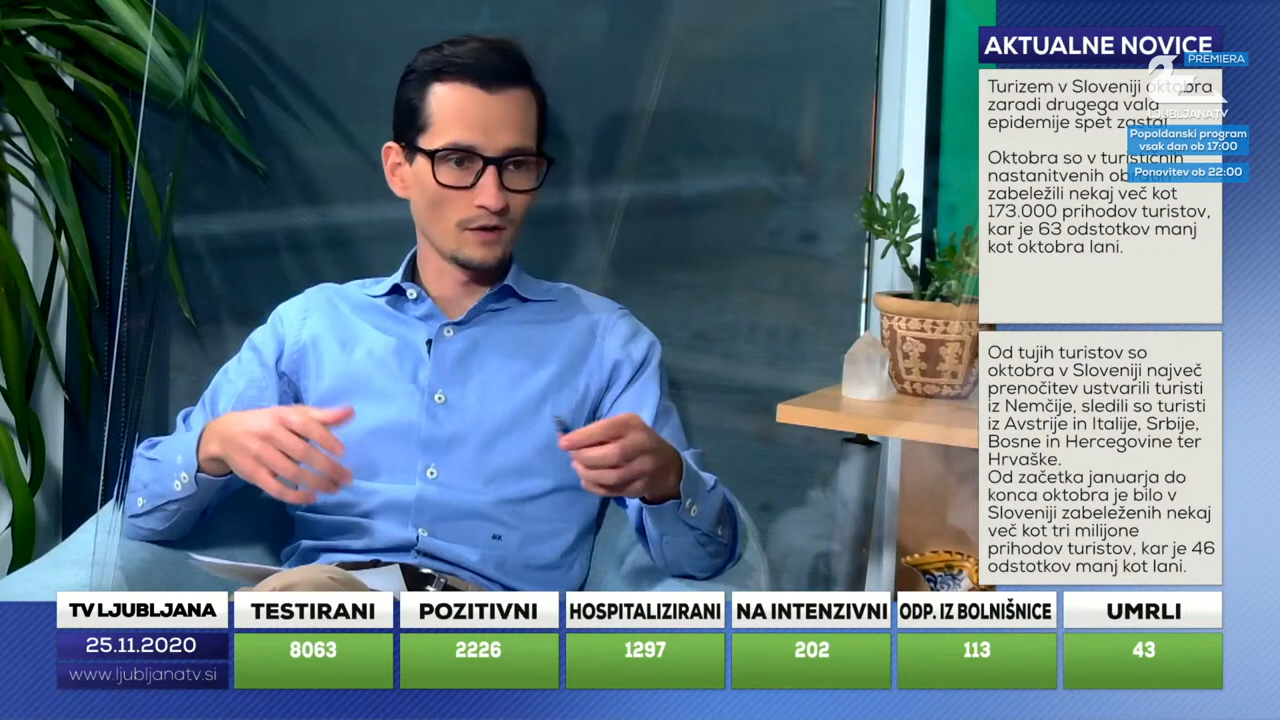 AKTUALNE NOVICE
PREMIERA
Turizem v Sloveniji oktobra
zaradi drugega vala
epidemije spet zastal.
LJUBLJANATV
Popoldanski program
vsak dan ob 17:00
Ponovitev ob 22:00
Oktobra so v turističnih
nastanitvenih
zabeležili nekaj več kot
173.000 prihodov turistov,
kar je 63 odstotkov manj
kot oktobra lani.
Od tujih turistov so
oktobra v Sloveniji največ
prenočitev ustvarili turisti
iz Nemčije, sledili so turisti
iz Avstrije in Italije, Srbije,
Bosne in Hercegovine ter
Hrvaške.
Od začetka januarja do
konca oktobra je bilo v
Sloveniji zabeleženih nekaj
več kot tri milijone
prihodov turistov, kar je 46
odstotkov manj kot lani.
MK
TV LJUBLJANA
25.11.2020
www.ljubljanatv.si
TESTIRANI
8063
POZITIVNI
2226
HOSPITALIZIRANI
1297
NA INTENZIVNI
202
ODP. IZ BOLNIŠNICE
113
UMRLI
43